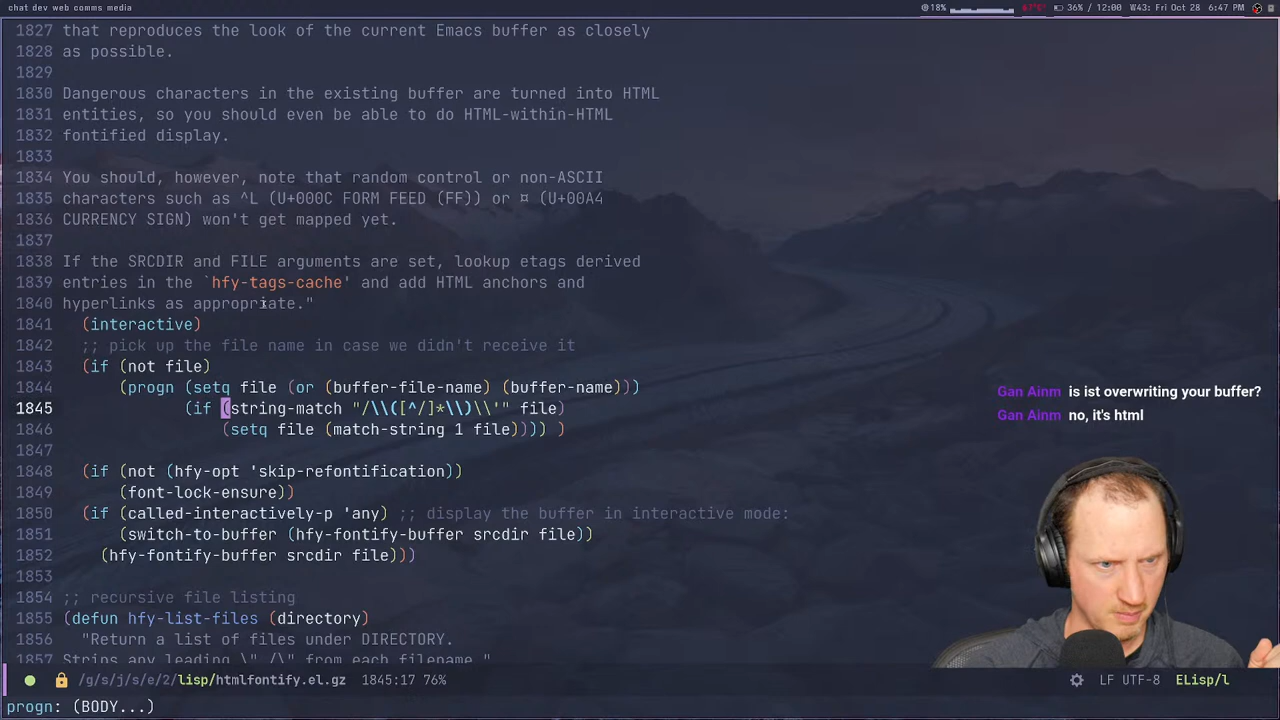 chat dev web comms media
18% 67°F 36% / 12:00 W43: Fri Oct 28 6:47 PM
1827 that reproduces the look of the current Emacs buffer as closely
1828 as possible.
1829
1830 Dangerous characters in the existing buffer are turned into HTML
1831 entities, so you should even be able to do HTML-within-HTML
1832 fontified display.
1833
1834 You should, however, note that random control or non-ASCII
1835 characters such as ^L (U+000C FORM FEED (FF)) or ¤ (U+00A4
1836 CURRENCY SIGN) won't get mapped yet.
1837
1838 If the SRCDIR and FILE arguments are set, lookup etags derived
1839 entries in the `hfy-tags-cache' and add HTML anchors and
1840 hyperlinks as appropriate."
1841 (interactive)
1842 ;; pick up the file name in case we didn't receive it
1843 (if (not file)
1844 (progn (setq file (or (buffer-file-name) (buffer-name)))
1845 (if (string-match "/\\([^/]*\\)\\'" file)
1846 (setq file (match-string 1 file)))) )
1847
1848 (if (not (hfy-opt 'skip-refontification))
1849 (font-lock-ensure))
1850 (if (called-interactively-p 'any) ;; display the buffer in interactive mode:
1851 (switch-to-buffer (hfy-fontify-buffer srcdir file))
1852 (hfy-fontify-buffer srcdir file)))
1853
1854 ;; recursive file listing
1855 (defun hfy-list-files (directory)
1856 "Return a list of files under DIRECTORY.
1857 Strips any leading \"./\" from each filename."
Gan Ainm is ist overwriting your buffer?
Gan Ainm no, it's html
/g/s/j/s/e/2/lisp/htmlfontify.el.gz 1845:17 76% LF UTF-8 ELisp/l
progn: (BODY...)